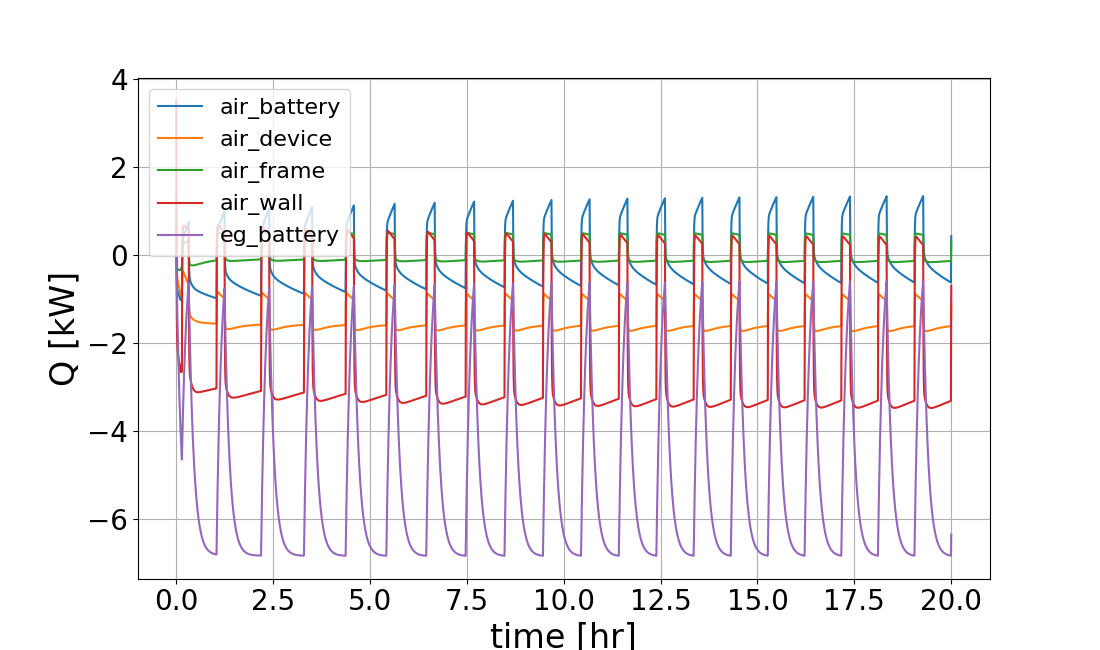 4
2
0
−2
−4
−6
Q [kW]
air_battery
air_device
air_frame
air_wall
eg_battery
0.0 2.5 5.0 7.5 10.0 12.5 15.0 17.5 20.0
time [hr]